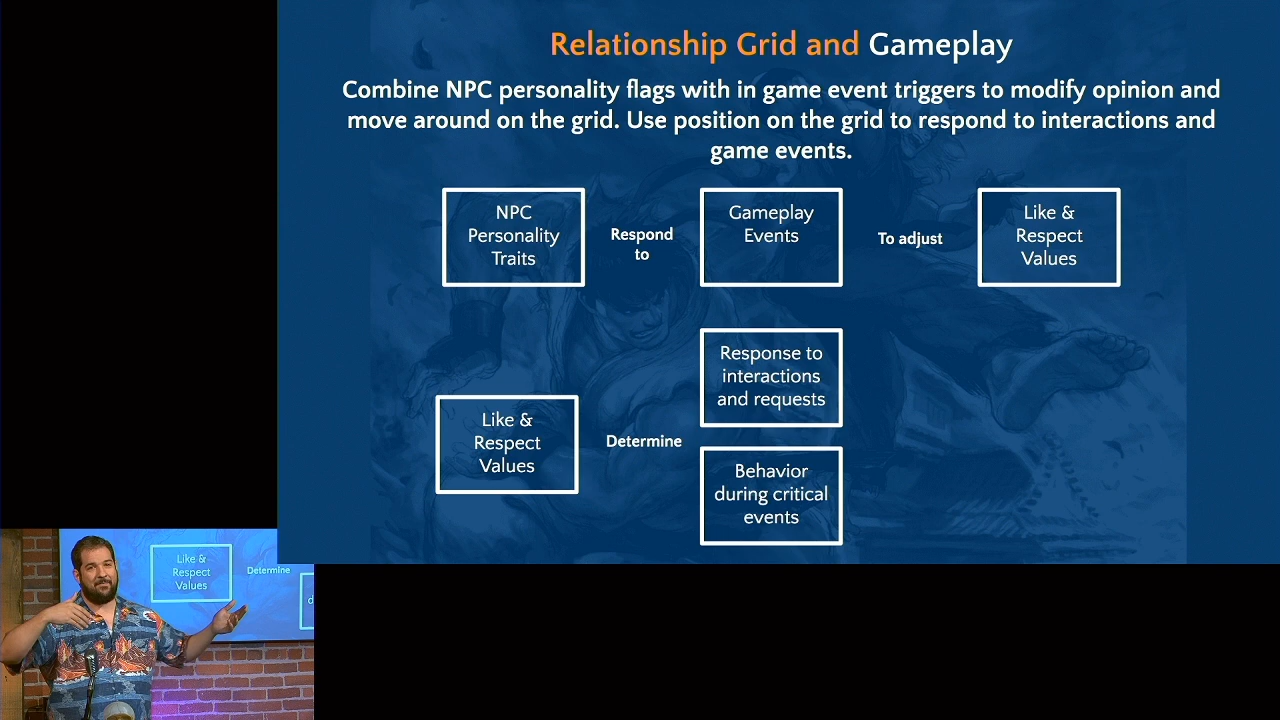 Relationship Grid and Gameplay
Combine NPC personality flags with in game event triggers to modify opinion and
move around on the grid. Use position on the grid to respond to interactions and
game events.
NPC
Personality
Traits
Respond
to
Gameplay
Events
To adjust
Like &
Respect
Values
Like &
Respect
Values
Determine
Response to
interactions
and requests
Behavior
during critical
events
Like &
Respect
Values
Determine
d